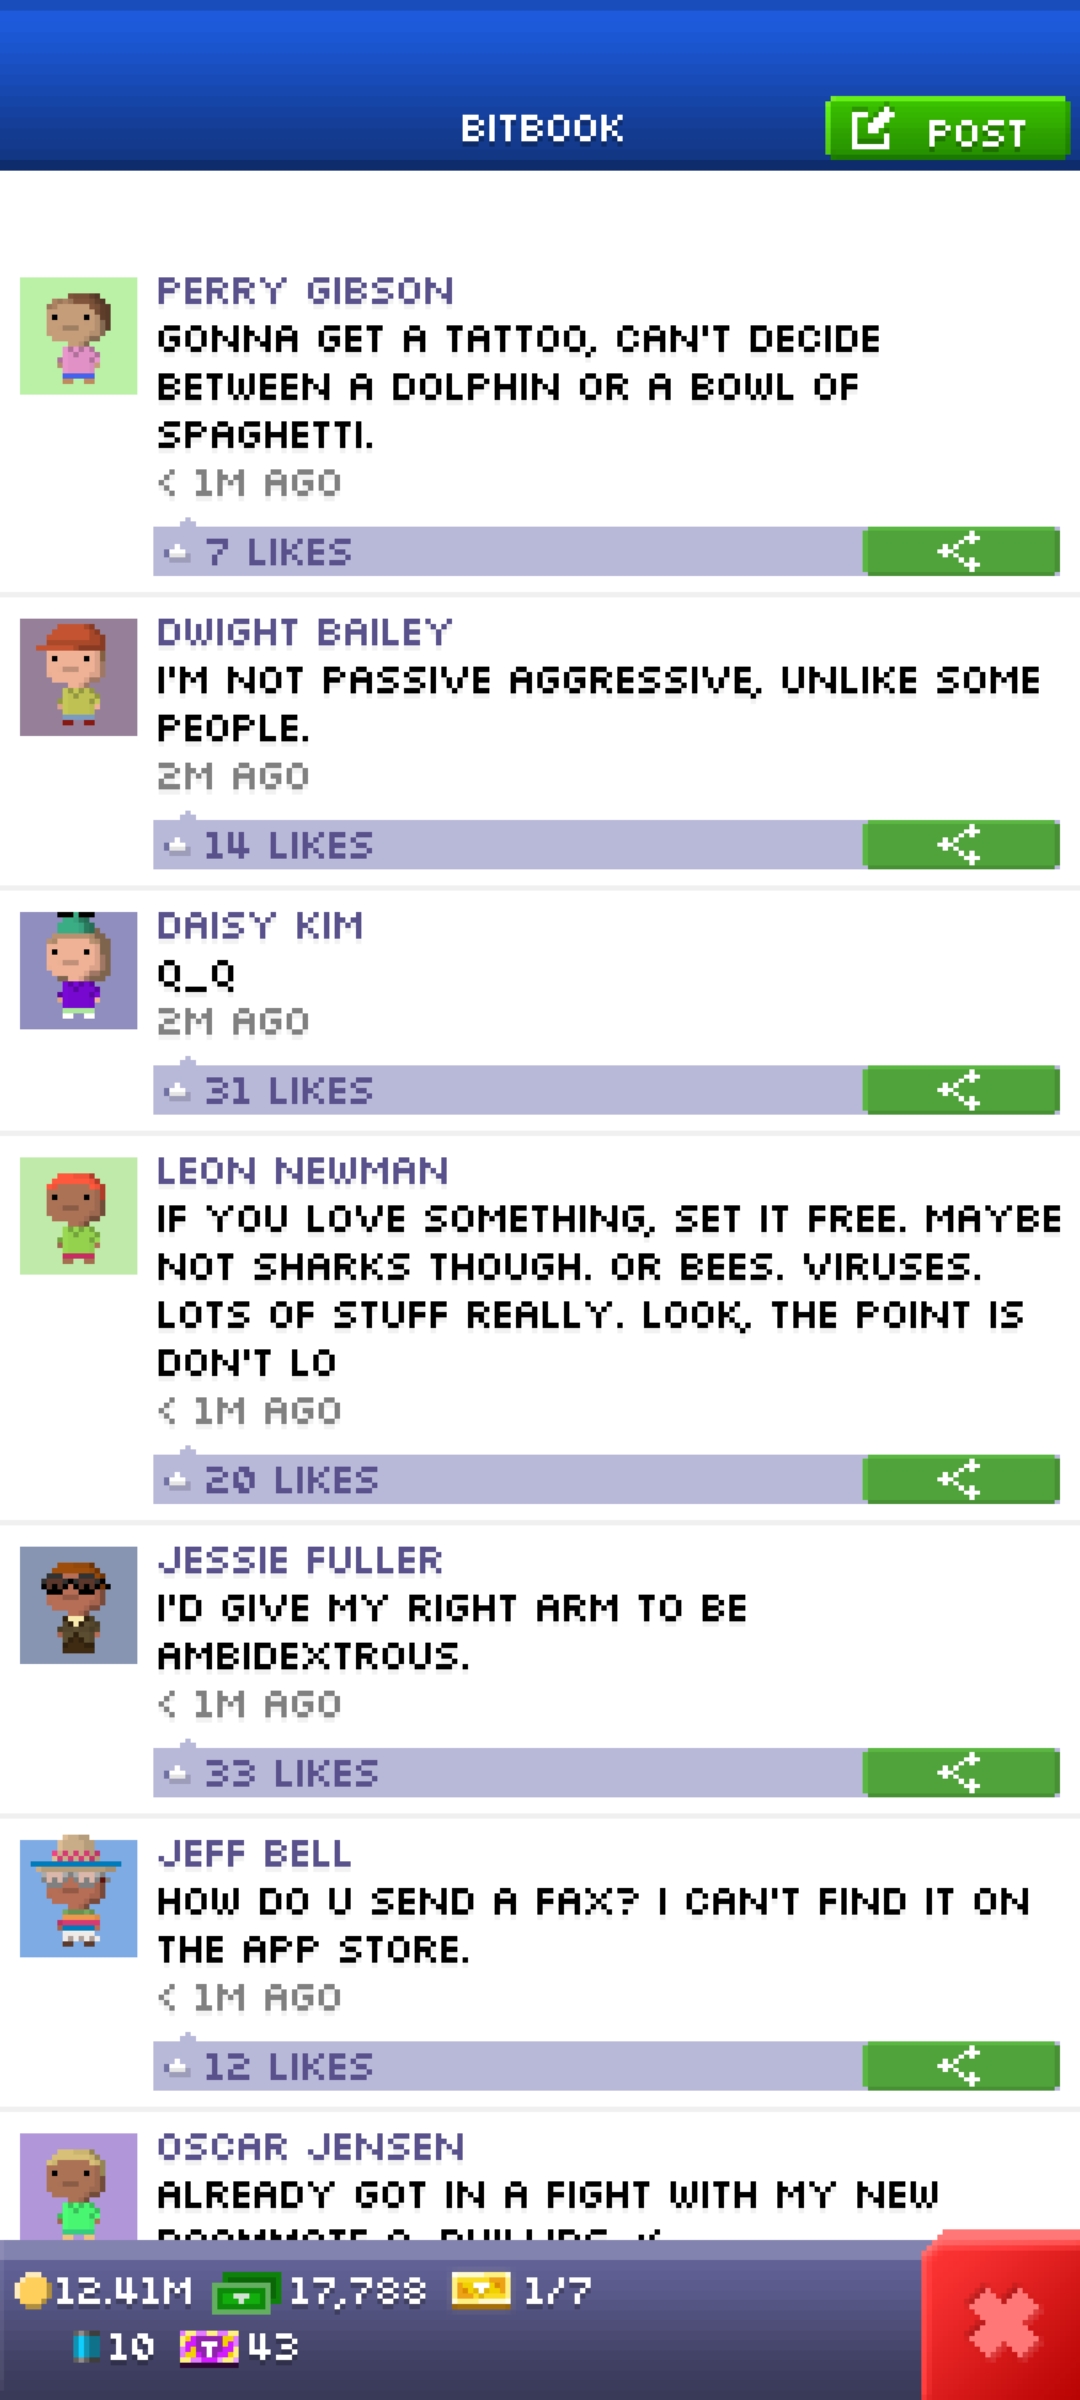 BITBOOK
POST
PERRY GIBSON
GONNA GET A TATTOO, CAN'T DECIDE
BETWEEN A DOLPHIN OR A BOWL OF
SPAGHETTI.
< 1M AGO
7 LIKES
DWIGHT BAILEY
I'M NOT PASSIVE AGGRESSIVE, UNLIKE SOME
PEOPLE.
2M AGO
14 LIKES
DAISY KIM
Q_Q
2M AGO
31 LIKES
LEON NEWMAN
IF YOU LOVE SOMETHING, SET IT FREE. MAYBE
NOT SHARKS THOUGH. OR BEES. VIRUSES.
LOTS OF STUFF REALLY. LOOK, THE POINT IS
DON'T LO
< 1M AGO
20 LIKES
JESSIE FULLER
I'D GIVE MY RIGHT ARM TO BE
AMBIDEXTROUS.
< 1M AGO
33 LIKES
JEFF BELL
HOW DO U SEND A FAX? I CAN'T FIND IT ON
THE APP STORE.
< 1M AGO
12 LIKES
OSCAR JENSEN
ALREADY GOT IN A FIGHT WITH MY NEW
12.41M 17,788 1/7
10 43